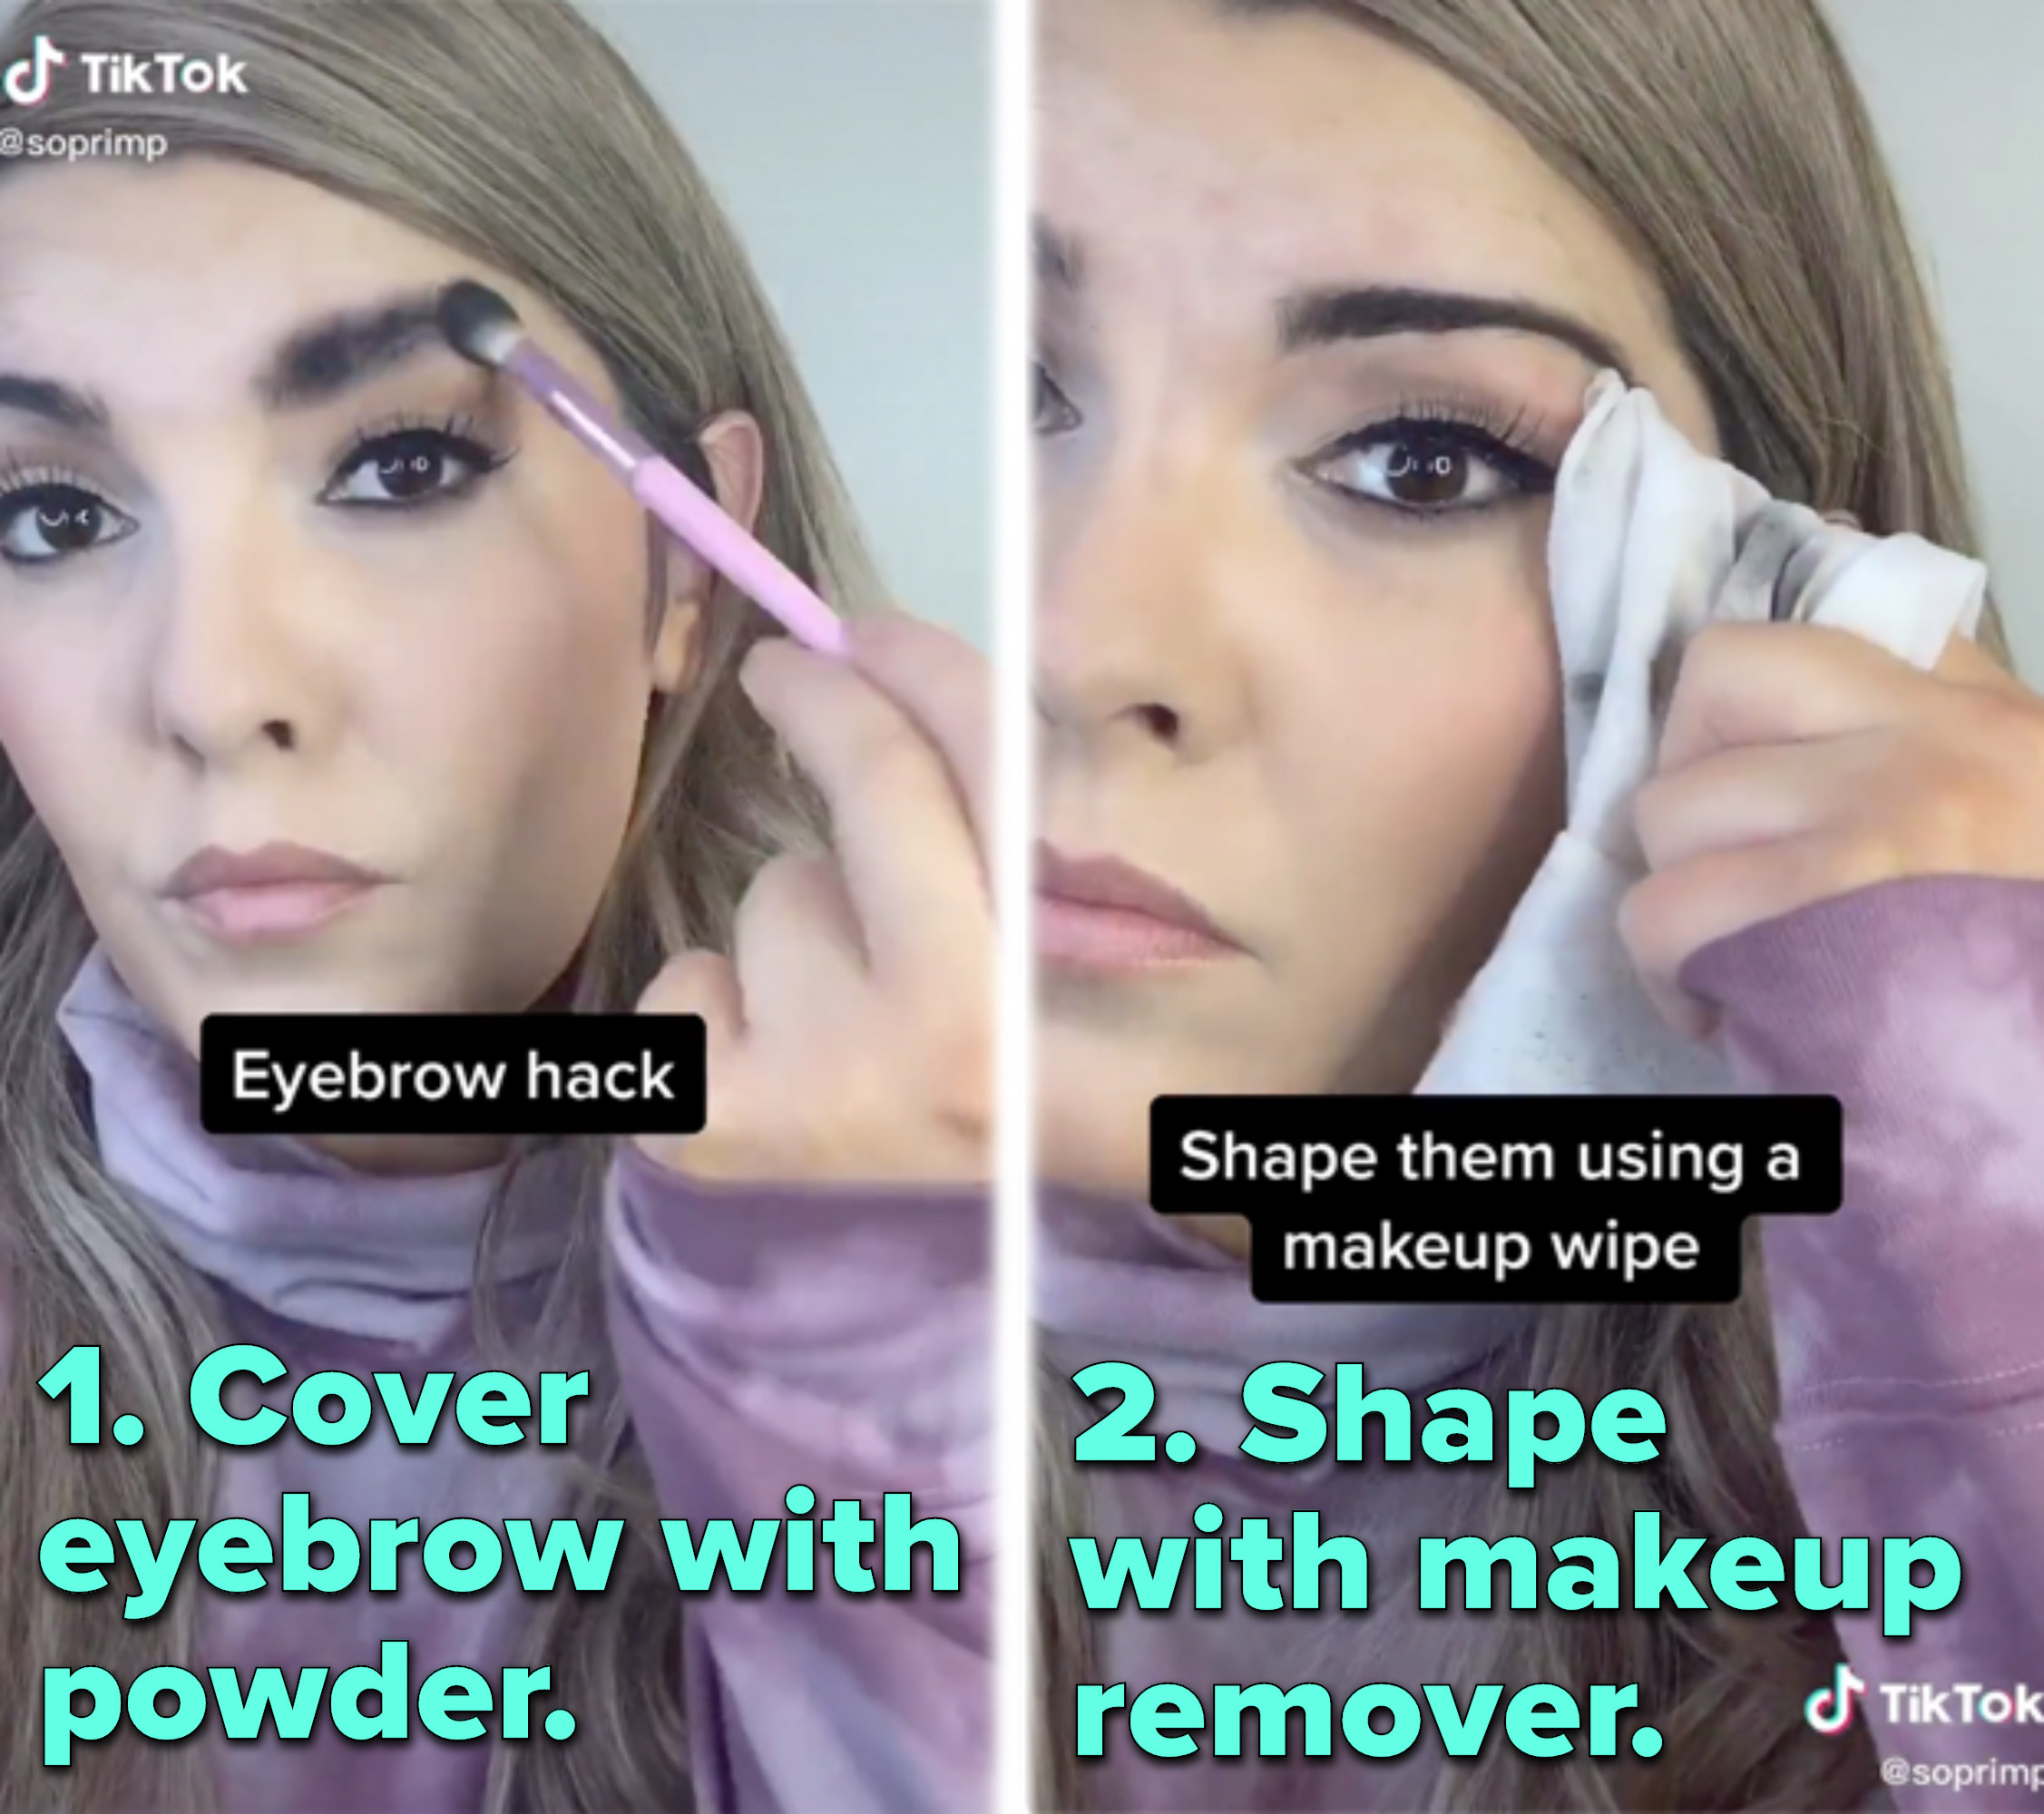 TikTok
@soprimp
Eyebrow hack
1. Cover
eyebrow with
powder.
Shape them using a
makeup wipe
2. Shape
with makeup
remover.
TikTok
@soprimp